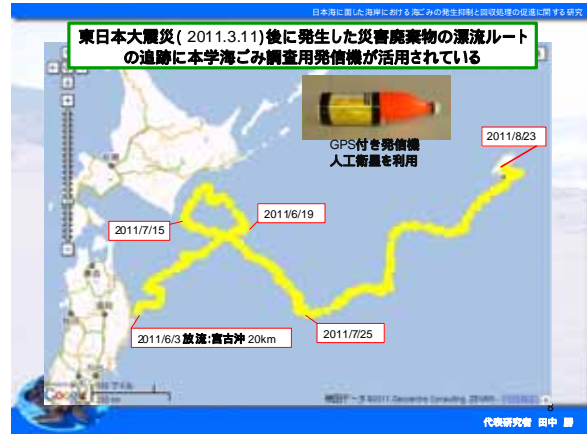 日本海に面した海岸における海ごみの発生抑制と回収処理の促進に関する研究
東日本大震災( 2011.3.11)後に発生した災害廃棄物の漂流ルート
の追跡に本学海ごみ調査用発信機が活用されている
GPS付き発信機
人工衛星を利用
2011/8/23
2011/6/19
2011/7/15
2011/6/3 放流:宮古沖 20km
2011/7/25
Google
8
代表研究者 田中 勝